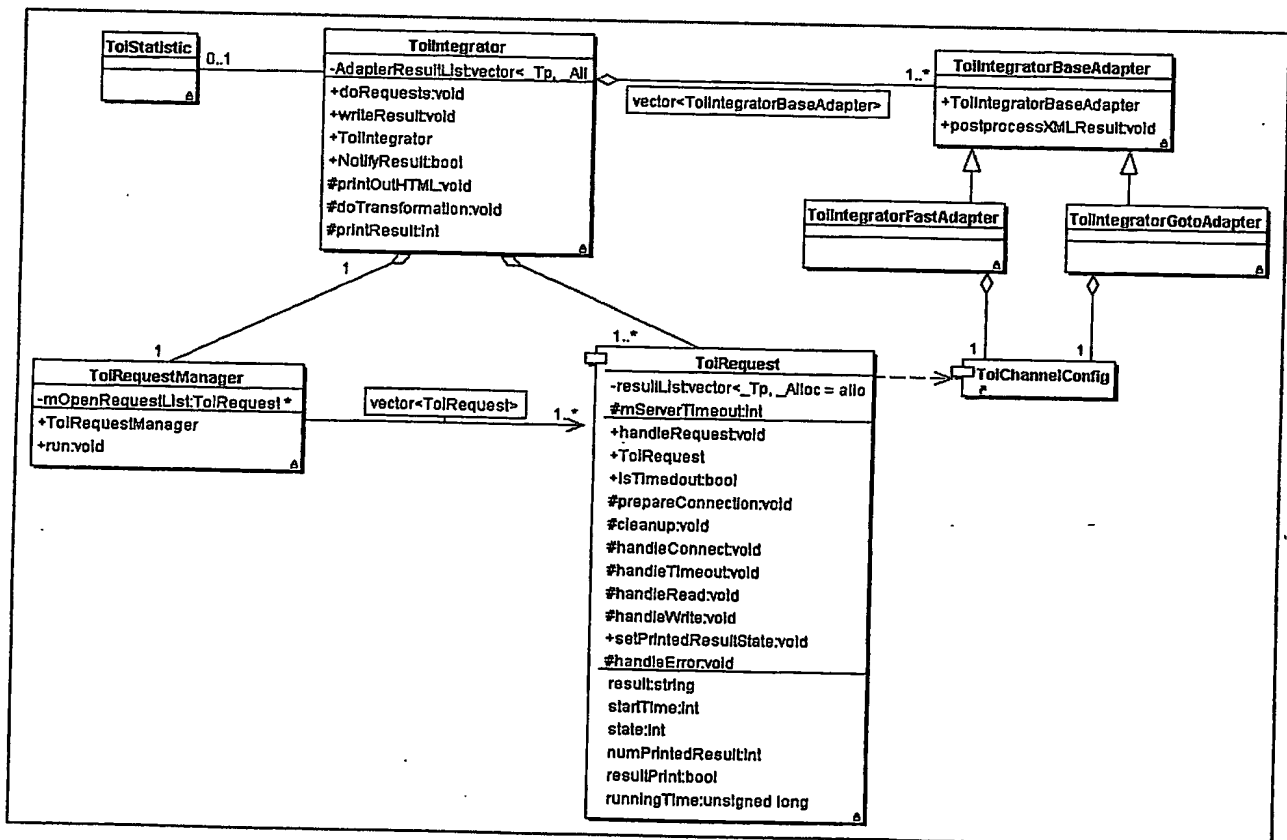 ToiStatistic
0..1
ToiIntegrator
-AdapterResultList:vector<_Tp,_All
+doRequests:void
+writeResult:void
+ToiIntegrator
+NotifyResult:bool
#printOutHTML:void
#doTransformation:void
#printResult:int
1..*
vector<ToiIntegratorBaseAdapter>
ToiIntegratorBaseAdapter
+ToiIntegratorBaseAdapter
+postprocessXMLResult:void
ToiIntegratorFastAdapter
ToiIntegratorGotoAdapter
1
1
1..*
1
1
ToiRequestManager
-mOpenRequestList:ToiRequest*
+ToiRequestManager
+run:void
vector<ToiRequest>
1..*
ToiRequest
-resultList:vector<_Tp,_Alloc = allo
#mServerTimeout:int
+handleRequest:void
+ToiRequest
+isTimedout:bool
#prepareConnection:void
#cleanup:void
#handleConnect:void
#handleTimeout:void
#handleRead:void
#handleWrite:void
+setPrintedResultState:void
#handleError:void
result:string
startTime:int
state:int
numPrintedResult:int
resultPrint:bool
runningTime:unsigned long
ToiChannelConfig